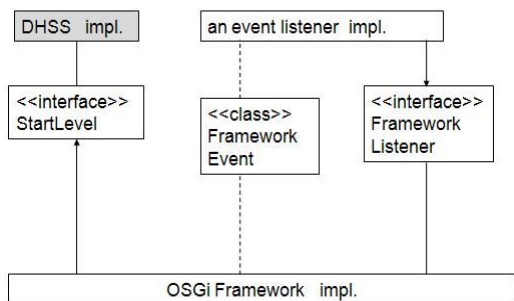 DHSS impl.
an event listener impl.
<<interface>>
StartLevel
<<class>>
Framework
Event
<<interface>>
Framework
Listener
OSGi Framework impl.